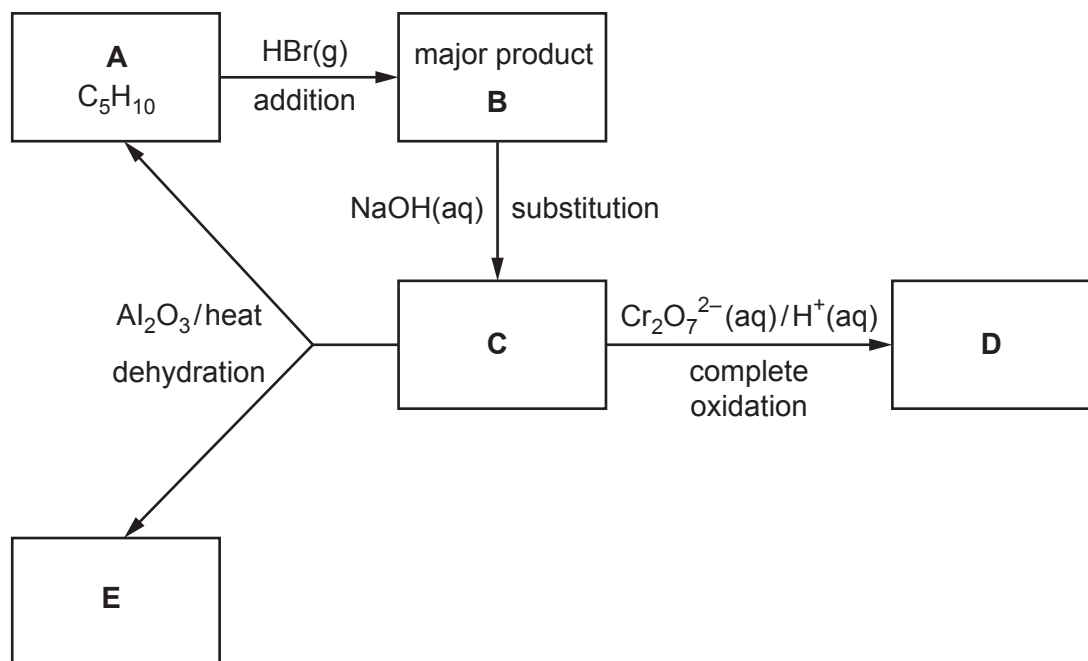 A
C₅H₁₀
HBr(g)
addition
major product
B
NaOH(aq) substitution
Al₂O₃/heat
dehydration
C
Cr₂O₇²⁻(aq)/H⁺(aq)
complete
oxidation
D
E